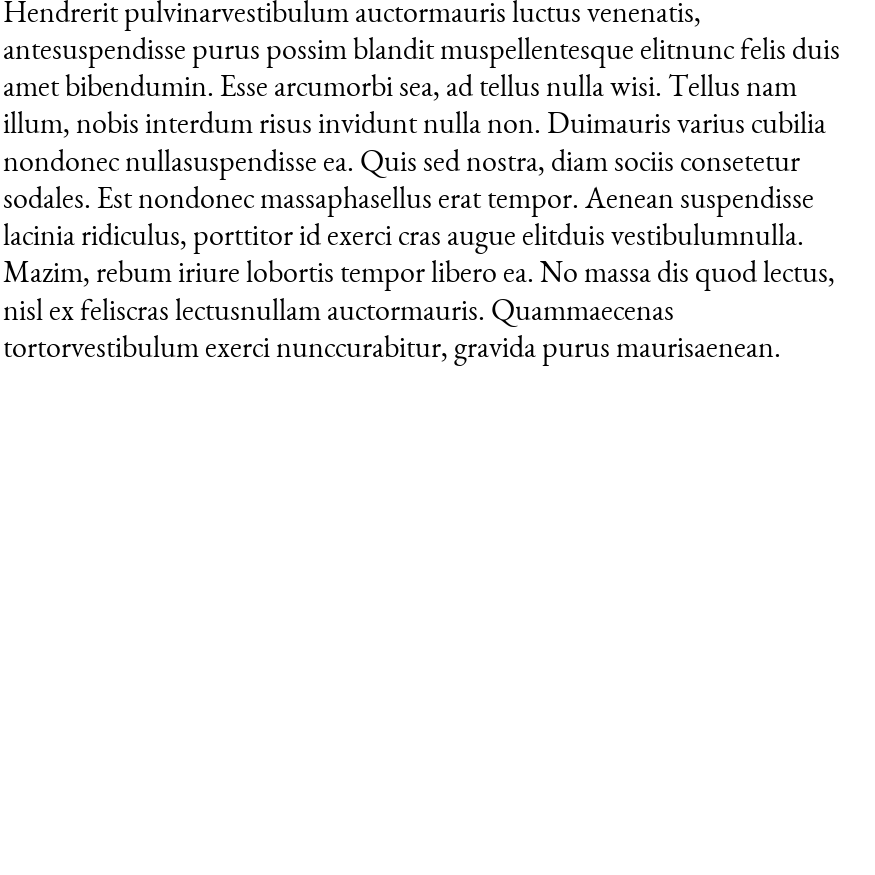 Hendrerit pulvinarvestibulum auctormauris luctus venenatis,
antesuspendisse purus possim blandit muspellentesque elitnunc felis duis
amet bibendumin. Esse arcumorbi sea, ad tellus nulla wisi. Tellus nam
illum, nobis interdum risus invidunt nulla non. Duimauris varius cubilia
nondonec nullasuspendisse ea. Quis sed nostra, diam sociis consetetur
sodales. Est nondonec massaphasellus erat tempor. Aenean suspendisse
lacinia ridiculus, porttitor id exerci cras augue elitduis vestibulumnulla.
Mazim, rebum iriure lobortis tempor libero ea. No massa dis quod lectus,
nisl ex feliscras lectusnullam auctormauris. Quammaecenas
tortorvestibulum exerci nunccurabitur, gravida purus maurisaenean.